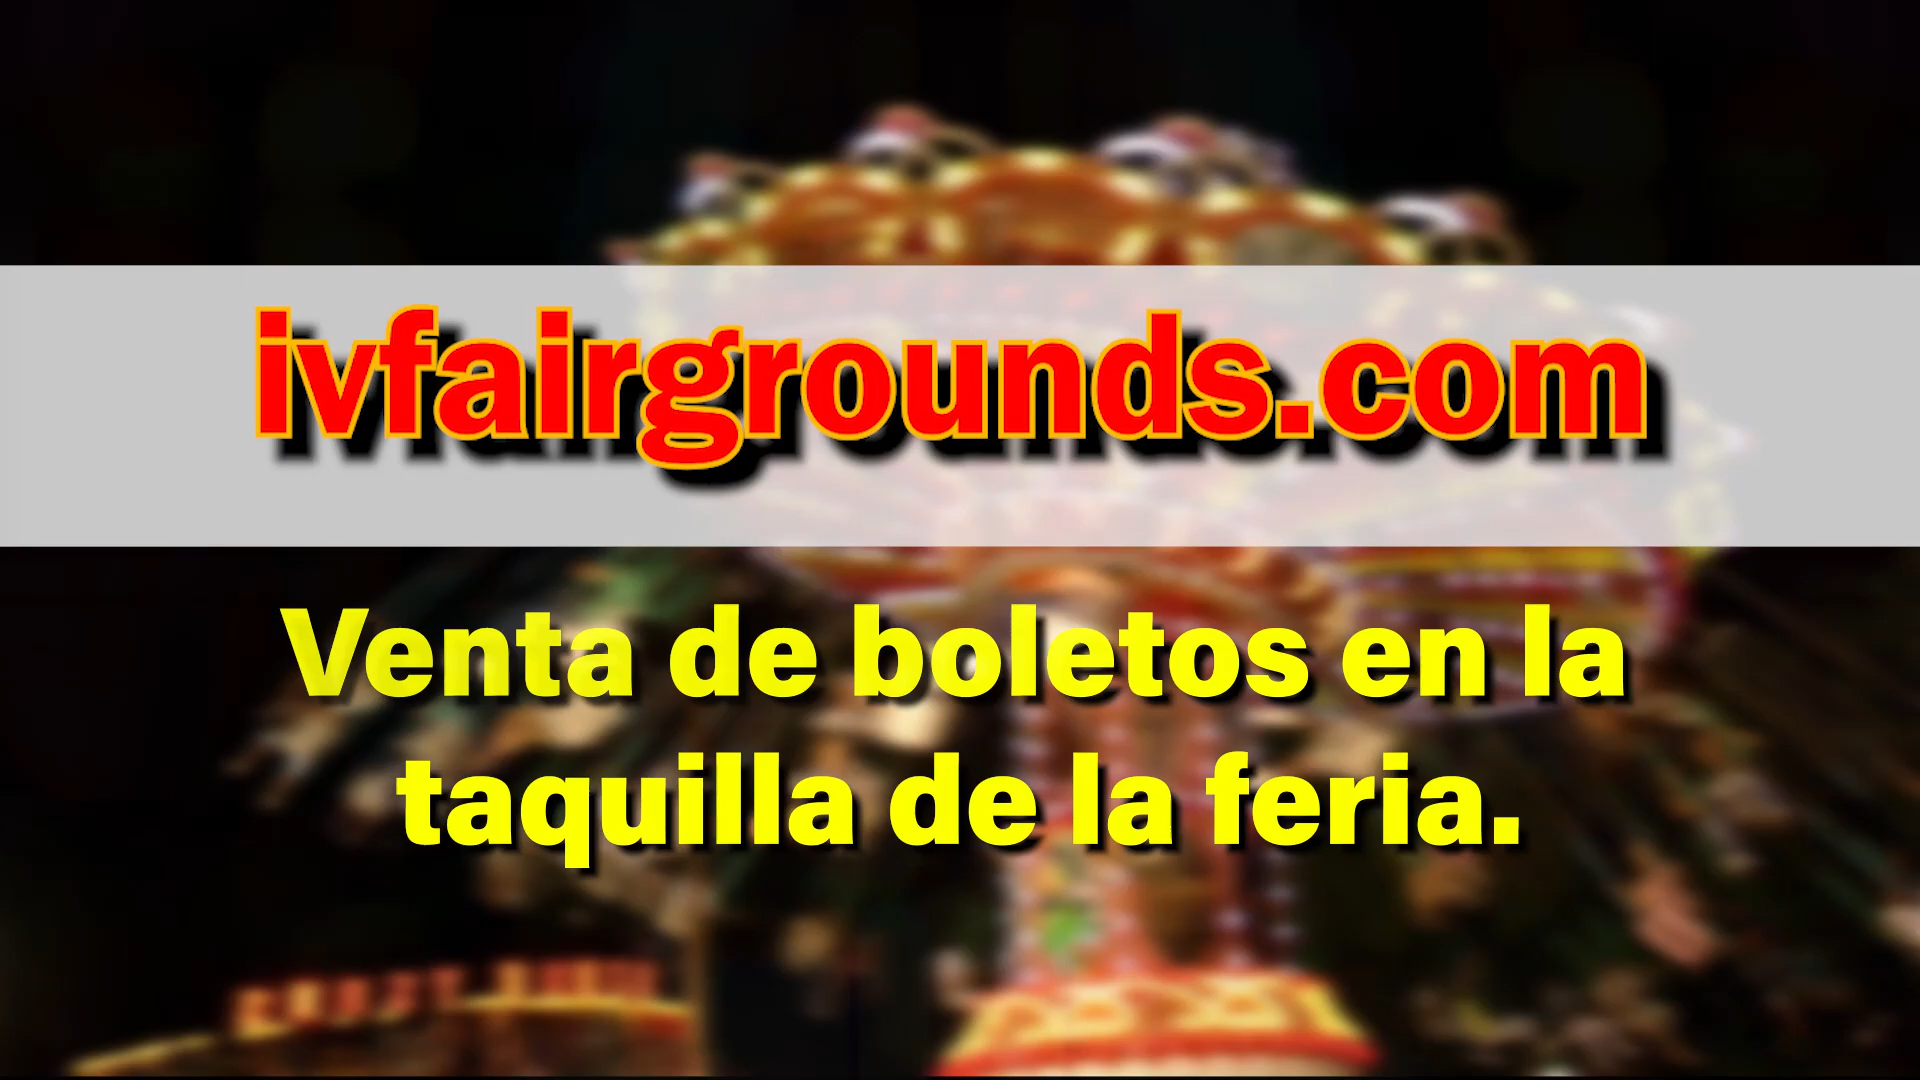 ivfairgrounds.com
Venta de boletos en la
taquilla de la feria.